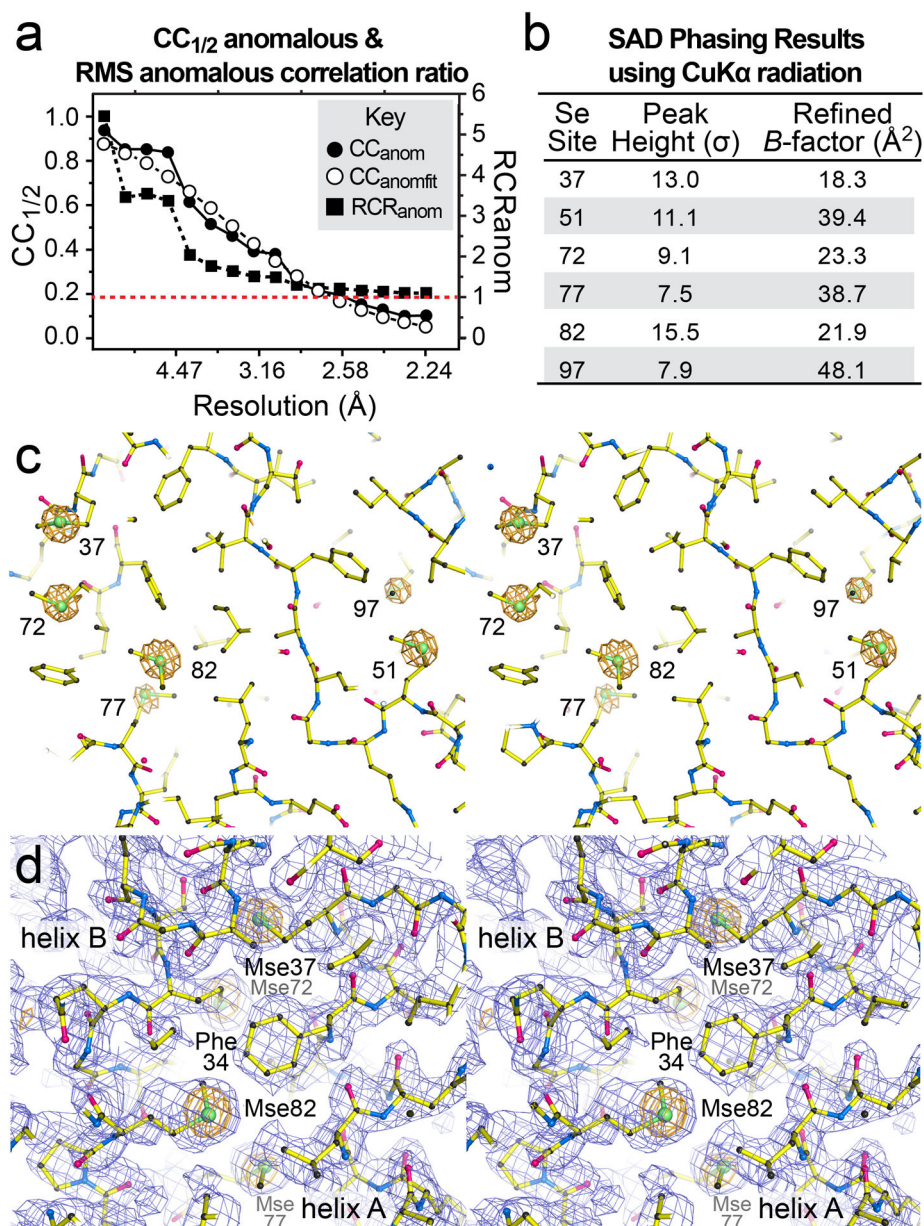 a
CC1/2 anomalous &
RMS anomalous correlation ratio
1.0
0.8
0.6
0.4
0.2
0.0
CC1/2
6
5
4
3
2
1
0
RCRanom
Key
CCanom
CCanomfit
RCRanom
4.47 3.16 2.58 2.24
Resolution (Å)
b
SAD Phasing Results
using CuKα radiation
Se Site Peak Height (σ) Refined B-factor (Å2)
37 13.0 18.3
51 11.1 39.4
72 9.1 23.3
77 7.5 38.7
82 15.5 21.9
97 7.9 48.1
c
37
72
82
77
97
51
37
72
82
77
97
51
d
helix B
Mse37
Mse72
Phe
34
Mse82
Mse
77
helix A
helix B
Mse37
Mse72
Phe
34
Mse82
Mse
77
helix A